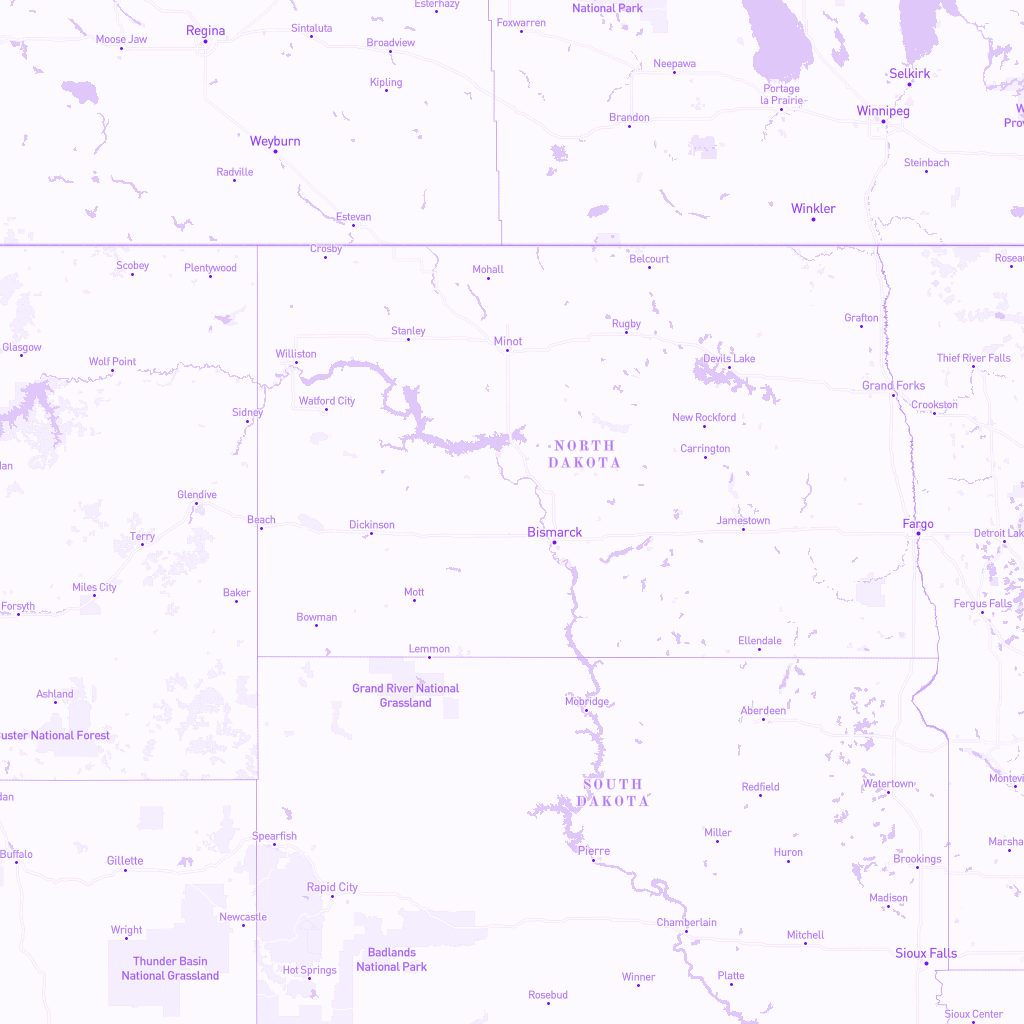 Esterhazy
Foxwarren
National Park
Regina
Sintaluta
Moose Jaw
Broadview
Neepawa
Selkirk
Kipling
Portage
la Prairie
Brandon
Winnipeg
Weyburn
Steinbach
Radville
Winkler
Estevan
Crosby
Belcourt
Scobey
Plentywood
Mohall
Grafton
Stanley
Rugby
Minot
Glasgow
Williston
Wolf Point
Devils Lake
Thief River Falls
Grand Forks
Watford City
Crookston
Sidney
New Rockford
NORTH
DAKOTA
Carrington
Glendive
Beach
Dickinson
Bismarck
Jamestown
Fargo
Terry
Miles City
Baker
Mott
Forsyth
Fergus Falls
Bowman
Ellendale
Lemmon
Grand River National
Grassland
Ashland
Mobridge
Aberdeen
uster National Forest
SOUTH
DAKOTA
Redfield
Watertown
Spearfish
Miller
Buffalo
Gillette
Pierre
Huron
Brookings
Rapid City
Madison
Newcastle
Chamberlain
Wright
Mitchell
Badlands
National Park
Sioux Falls
Thunder Basin
National Grassland
Hot Springs
Winner
Platte
Rosebud
Sioux Center